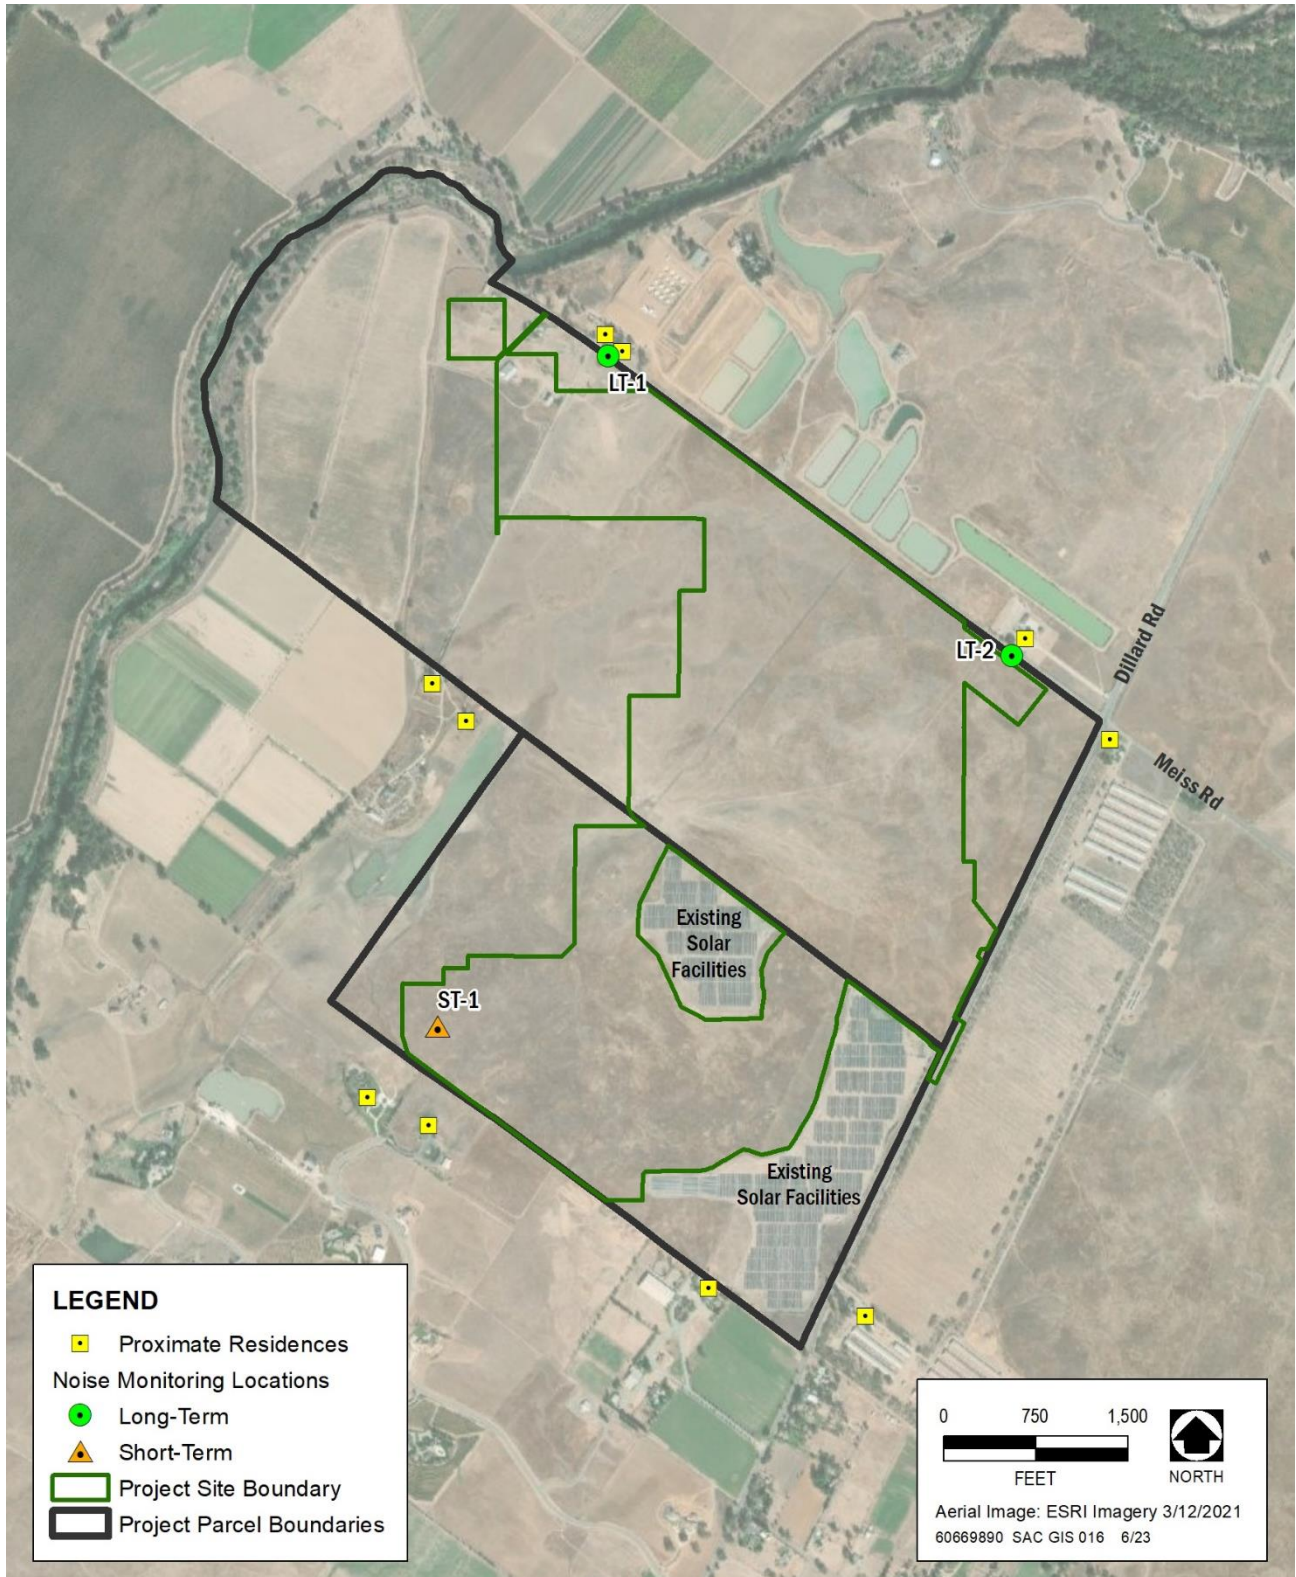 LT-1
LT-2
Dillard Rd
Meiss Rd
Existing
Solar
Facilities
ST-1
Existing
Solar Facilities
LEGEND
Proximate Residences
Noise Monitoring Locations
Long-Term
Short-Term
Project Site Boundary
Project Parcel Boundaries
0 750 1,500
FEET
NORTH
Aerial Image: ESRI Imagery 3/12/2021
60669890 SAC GIS 016 6/23